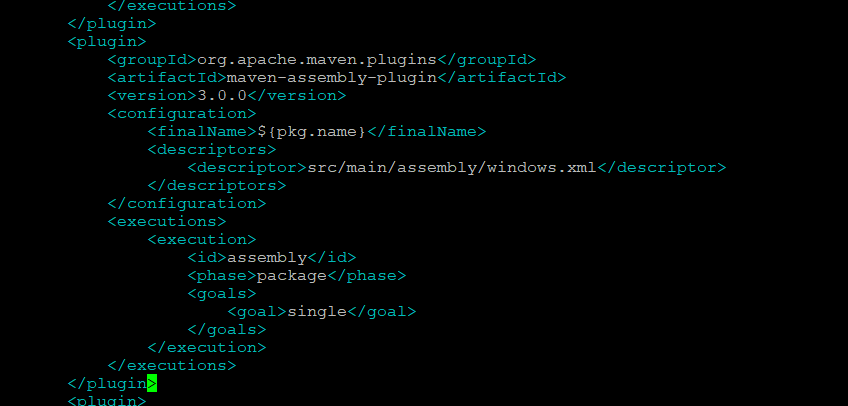 </executions>
</plugin>
<plugin>
<groupId>org.apache.maven.plugins</groupId>
<artifactId>maven-assembly-plugin</artifactId>
<version>3.0.0</version>
<configuration>
<finalName>${pkg.name}</finalName>
<descriptors>
<descriptor>src/main/assembly/windows.xml</descriptor>
</descriptors>
</configuration>
<executions>
<execution>
<id>assembly</id>
<phase>package</phase>
<goals>
<goal>single</goal>
</goals>
</execution>
</executions>
</plugin>
<plugin>